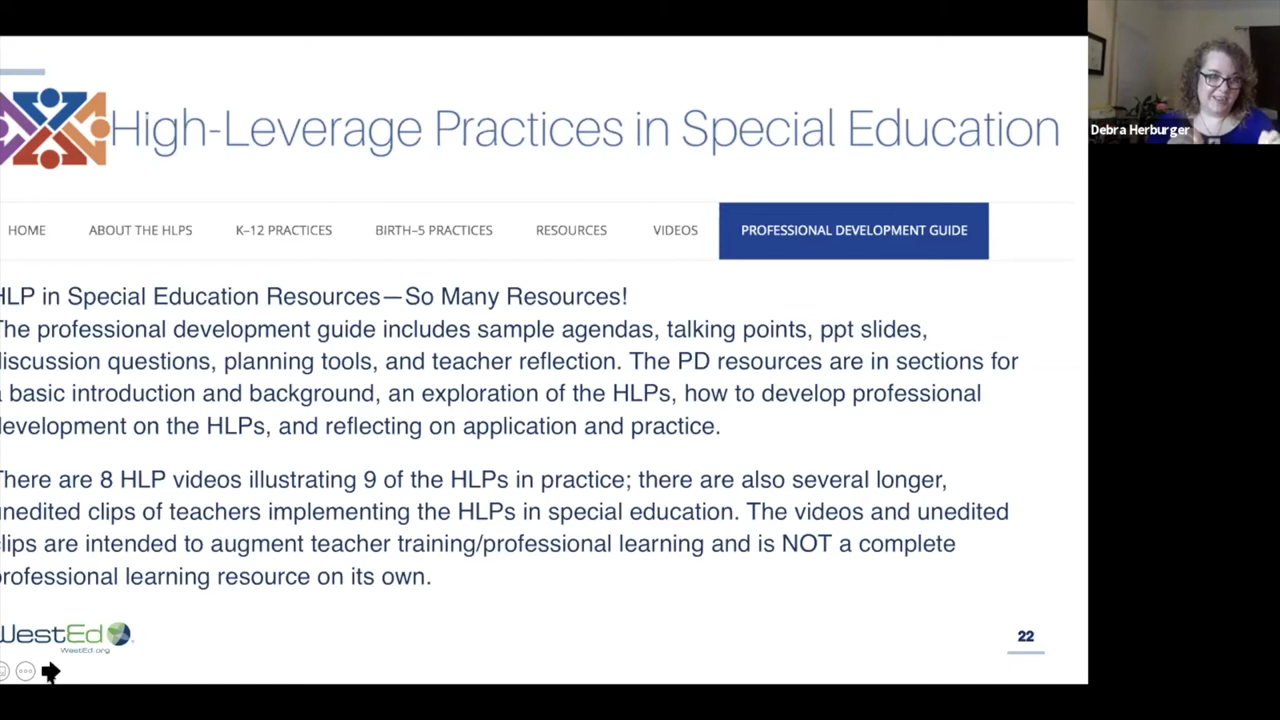 High-Leverage Practices in Special Education
Debra Herburger
HOME ABOUT THE HLPS K–12 PRACTICES BIRTH–5 PRACTICES RESOURCES VIDEOS PROFESSIONAL DEVELOPMENT GUIDE
HLP in Special Education Resources—So Many Resources!
The professional development guide includes sample agendas, talking points, ppt slides,
discussion questions, planning tools, and teacher reflection. The PD resources are in sections for
a basic introduction and background, an exploration of the HLPs, how to develop professional
development on the HLPs, and reflecting on application and practice.
There are 8 HLP videos illustrating 9 of the HLPs in practice; there are also several longer,
unedited clips of teachers implementing the HLPs in special education. The videos and unedited
clips are intended to augment teacher training/professional learning and is NOT a complete
professional learning resource on its own.
WestEd
WestEd.org
22